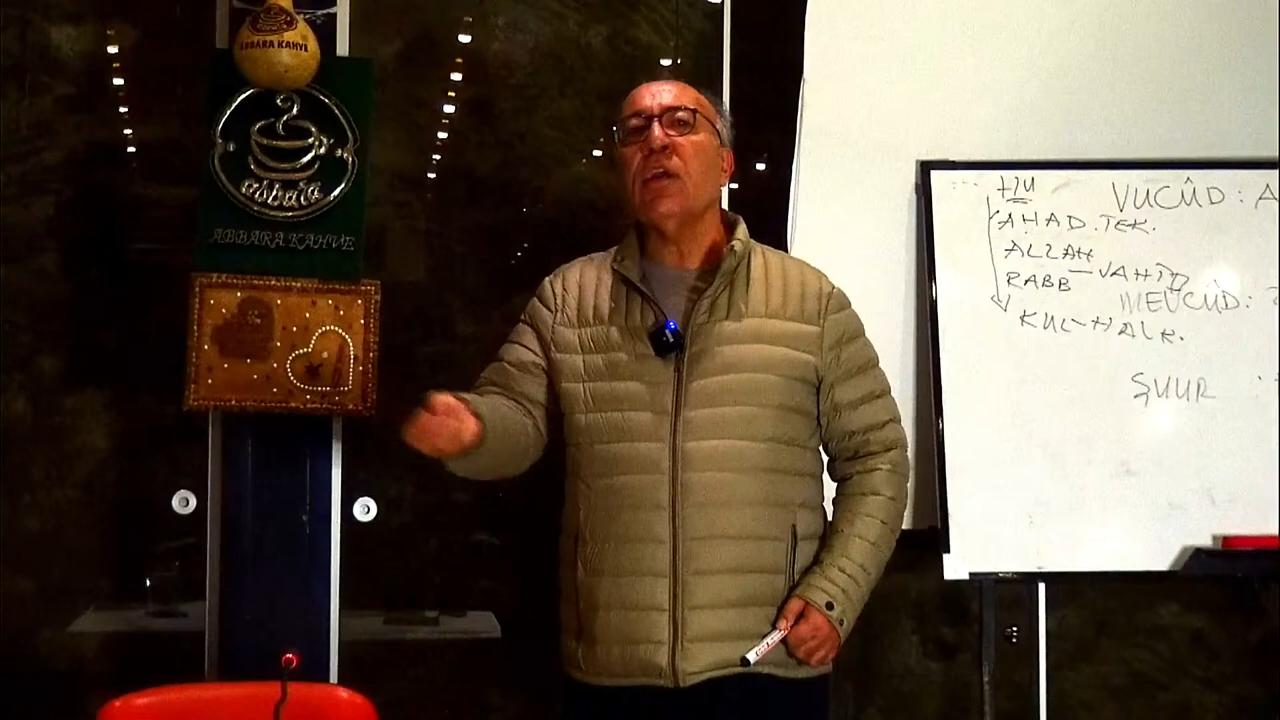 ABBARA KAHVE
abbara
ABBARA KAHVE
HU
AHAD.TEK.
ALLAH
RABB — VAHİD
KUL-HALK.
VUCÛD: A
MEVCÛD:
ŞUUR :